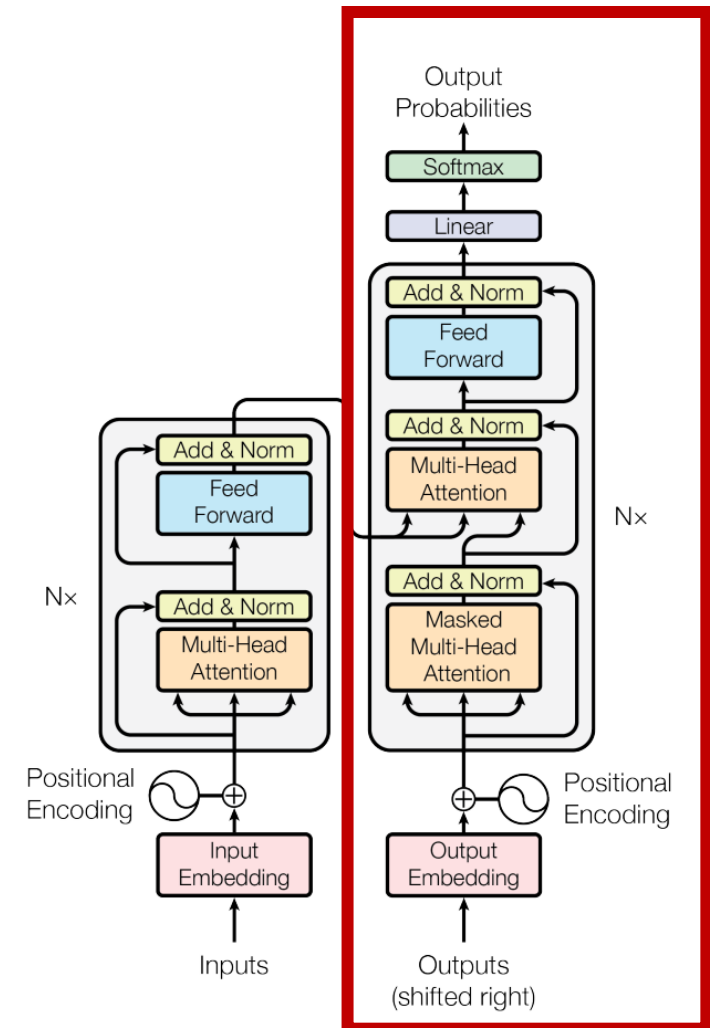 Output
Probabilities
Softmax
Linear
Add & Norm
Feed
Forward
Add & Norm
Multi-Head
Attention
Nx
Add & Norm
Masked
Multi-Head
Attention
Positional
Encoding
Output
Embedding
Outputs
(shifted right)
Add & Norm
Feed
Forward
Nx
Add & Norm
Multi-Head
Attention
Positional
Encoding
Input
Embedding
Inputs